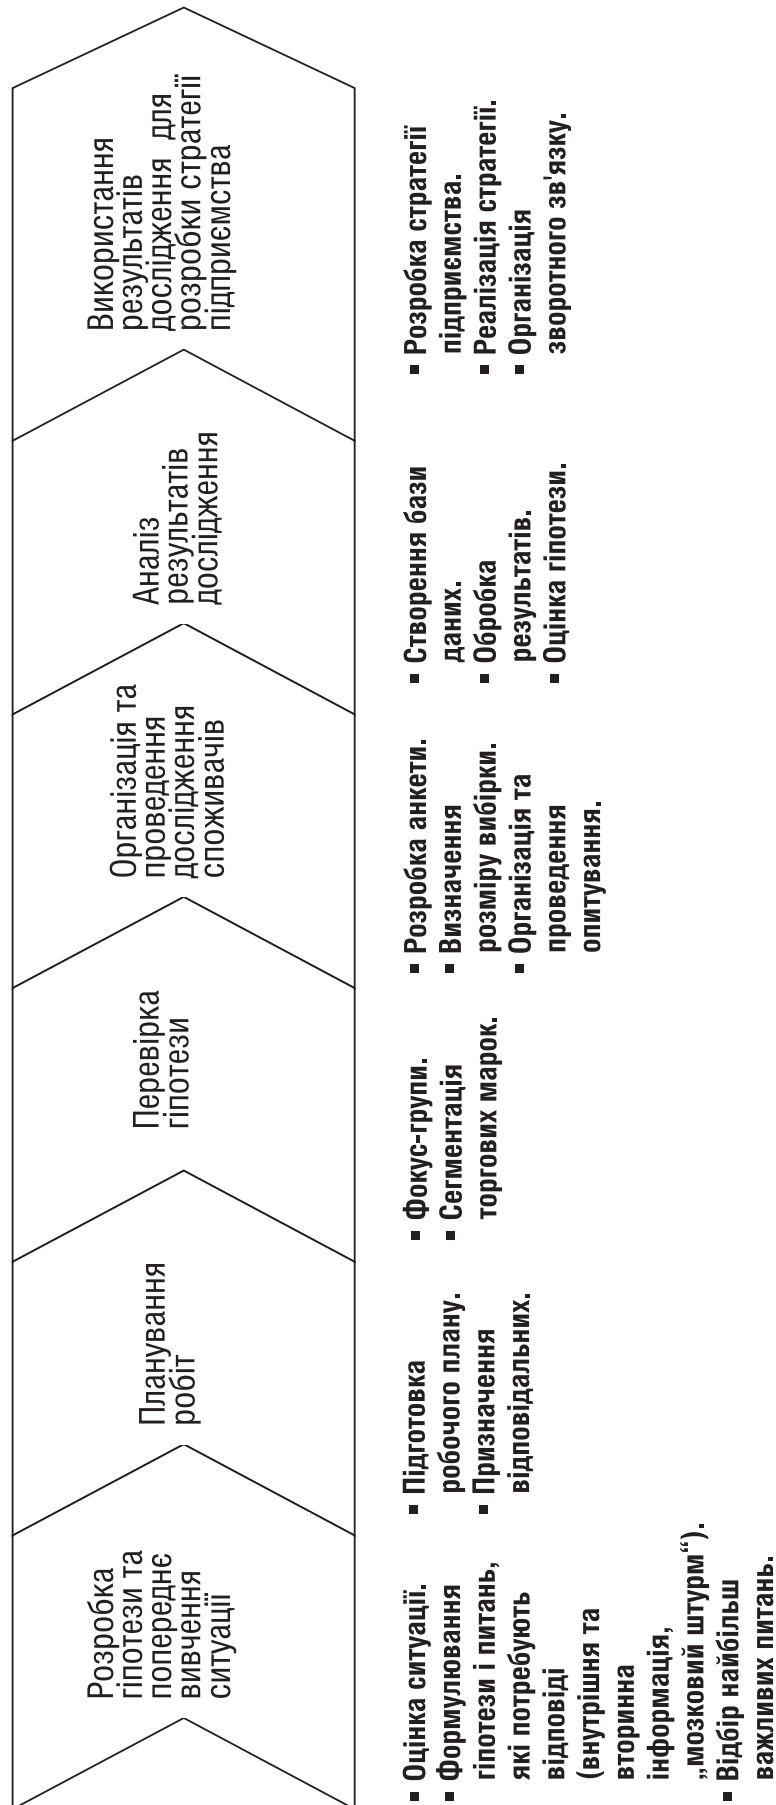 Розробка
гіпотези та
попереднє
вивчення
ситуації
Планування
робіт
Перевірка
гіпотези
Організація та
проведення
дослідження
споживачів
Аналіз
результатів
дослідження
Використання
результатів
дослідження для
розробки стратегії
підприємства
▪ Оцінка ситуації.
▪ Формулювання
гіпотези і питань,
які потребують
відповіді
(внутрішня та
вторинна
інформація,
„мозковий штурм“).
▪ Відбір найбільш
важливих питань.
▪ Підготовка
робочого плану.
▪ Призначення
відповідальних.
▪ Фокус-групи.
▪ Сегментація
торгових марок.
▪ Розробка анкети.
▪ Визначення
розміру вибірки.
▪ Організація та
проведення
опитування.
▪ Створення бази
даних.
▪ Обробка
результатів.
▪ Оцінка гіпотези.
▪ Розробка стратегії
підприємства.
▪ Реалізація стратегії.
▪ Організація
зворотного зв'язку.